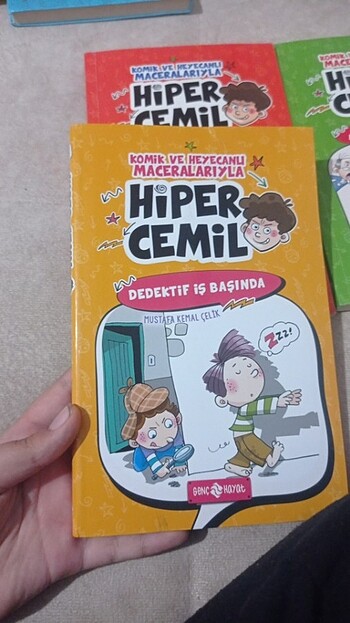 KOMİK VE HEYECANLI
MACERALARIYLA
HİPER
CEMİL
KOMİK VE HEYECANLI
MACERALARIYLA
HİPER
CEMİL
DEDEKTİF İŞ BAŞINDA
MUSTAFA KEMAL ÇELİK
ZZZ!
GENÇ HAYAT